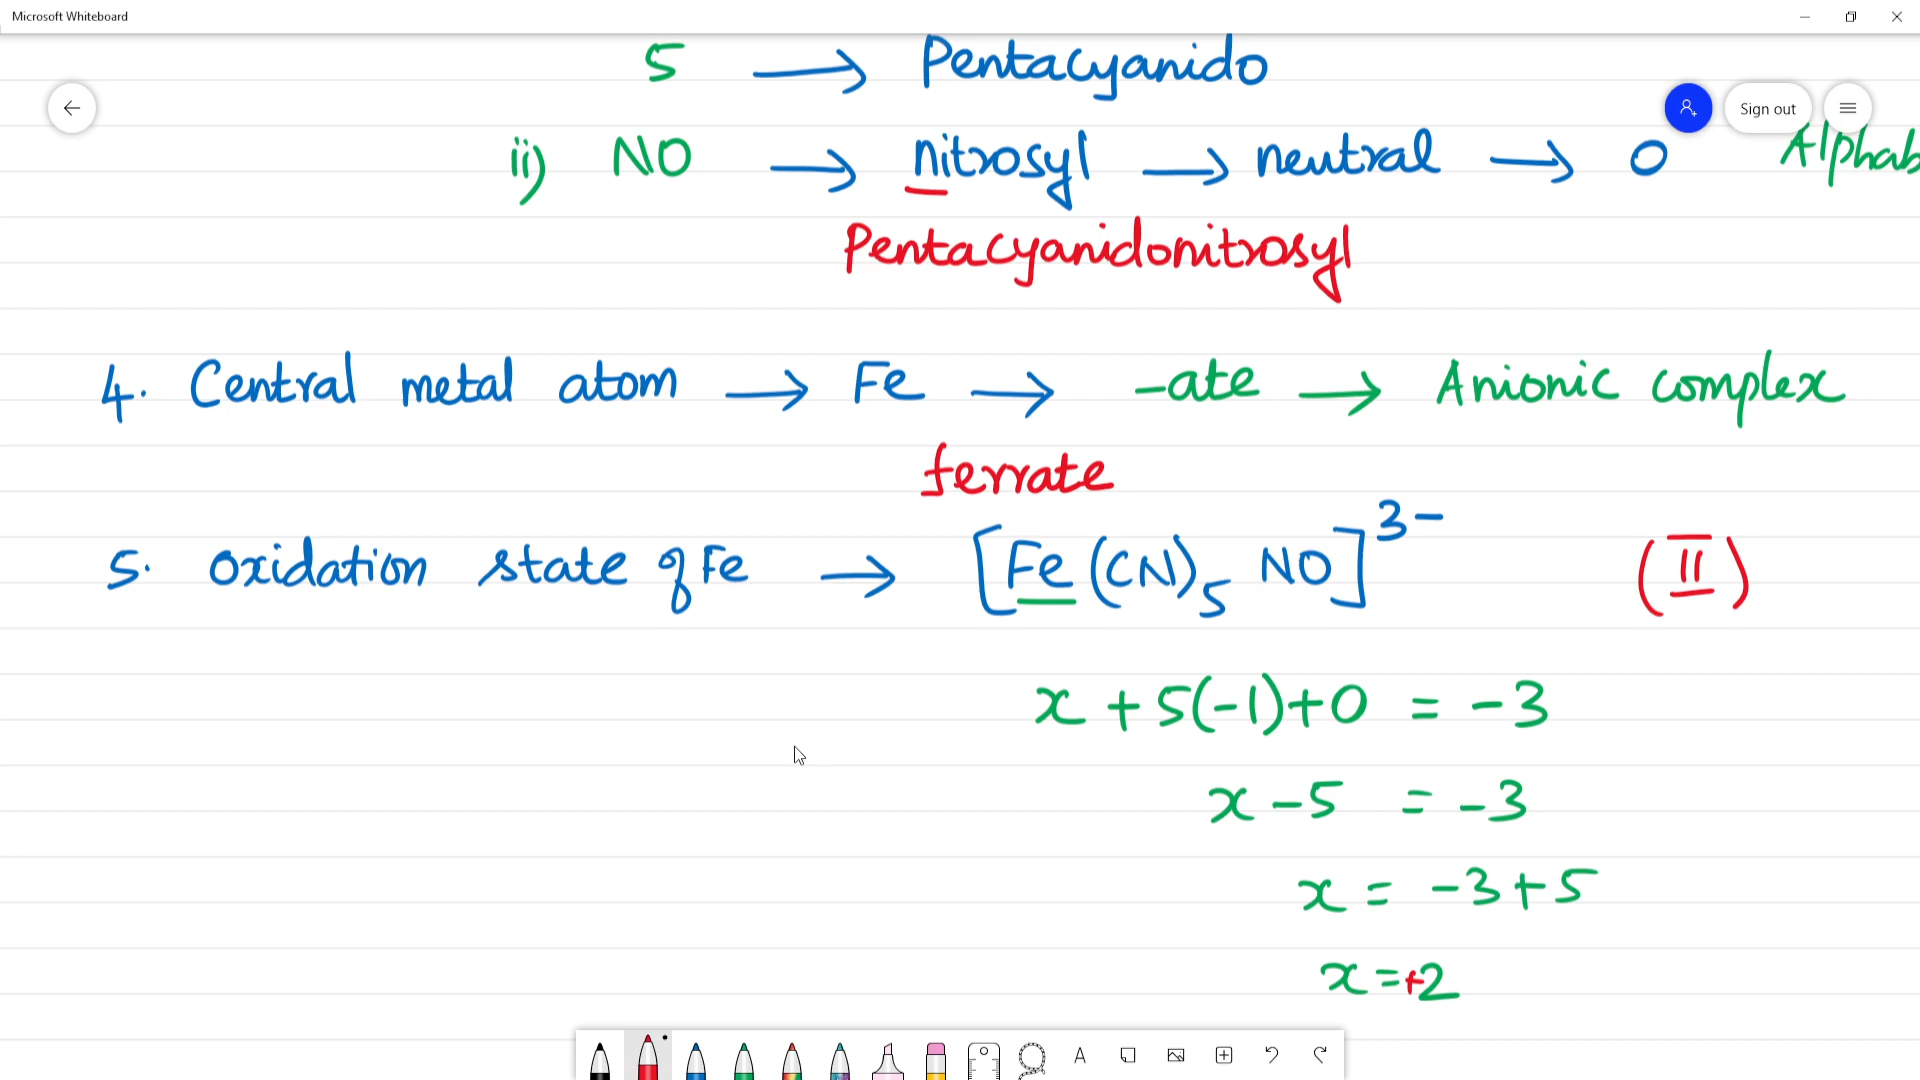 Microsoft Whiteboard
5 → Pentacyanido
Sign out
ii) NO → nitrosyl → neutral → 0 Alphab
Pentacyanidonitrosyl
4. Central metal atom → Fe → -ate → Anionic complex
ferrate
5. Oxidation state of Fe → [Fe(CN)₅ NO]³⁻ (II)
x + 5(-1)+0 = -3
x - 5 = -3
x = -3+5
x = +2
A